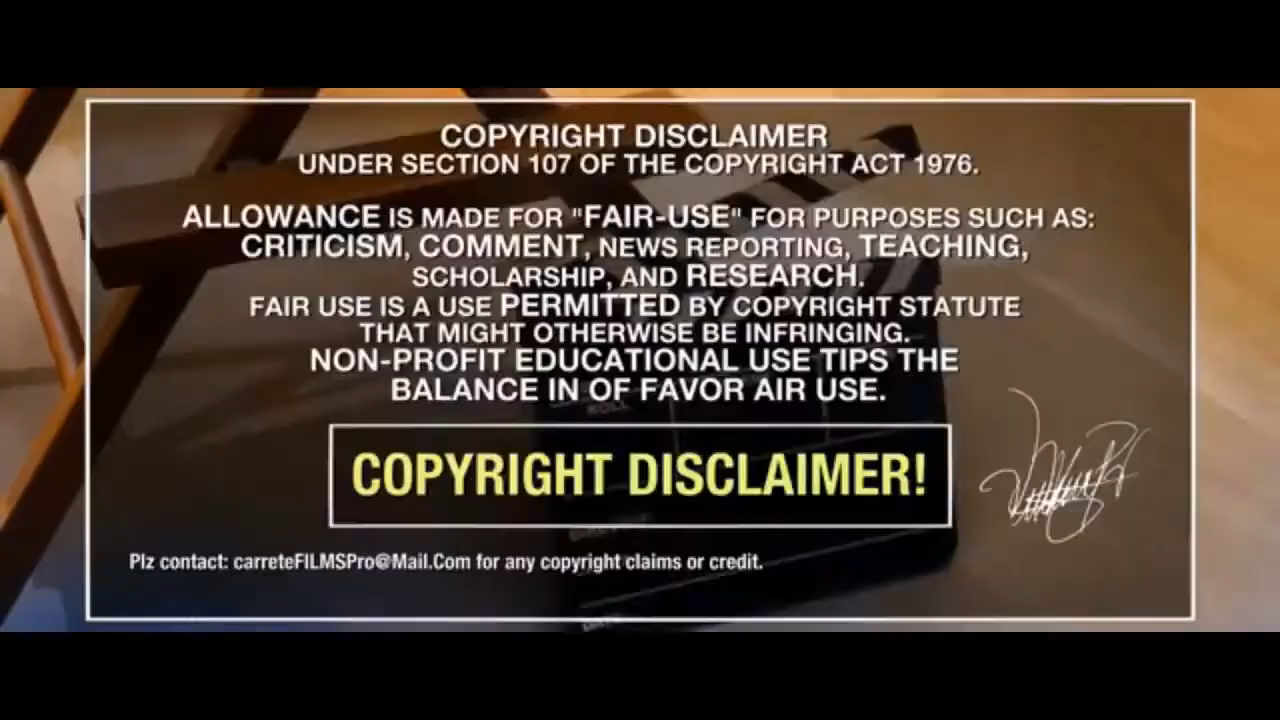 COPYRIGHT DISCLAIMER
UNDER SECTION 107 OF THE COPYRIGHT ACT 1976.
ALLOWANCE IS MADE FOR "FAIR-USE" FOR PURPOSES SUCH AS:
CRITICISM, COMMENT, NEWS REPORTING, TEACHING,
SCHOLARSHIP, AND RESEARCH.
FAIR USE IS A USE PERMITTED BY COPYRIGHT STATUTE
THAT MIGHT OTHERWISE BE INFRINGING.
NON-PROFIT EDUCATIONAL USE TIPS THE
BALANCE IN OF FAVOR AIR USE.
ROLL
COPYRIGHT DISCLAIMER!
Plz contact: carreteFILMSPro@Mail.Com for any copyright claims or credit.